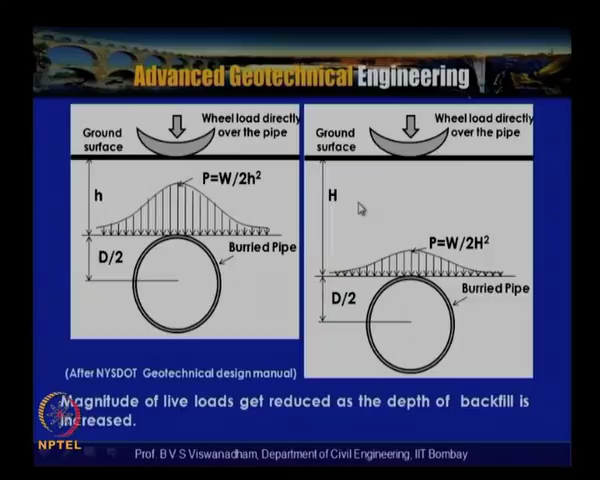 Advanced Geotechnical Engineering
Wheel load directly
over the pipe
Ground
surface
P=W/2h²
h
D/2
Burried Pipe
Wheel load directly
over the pipe
Ground
surface
H
P=W/2H²
D/2
Burried Pipe
(After NYSDOT Geotechnical design manual)
Magnitude of live loads get reduced as the depth of backfill is
increased.
NPTEL
Prof. B V S Viswanadham, Department of Civil Engineering, IIT Bombay